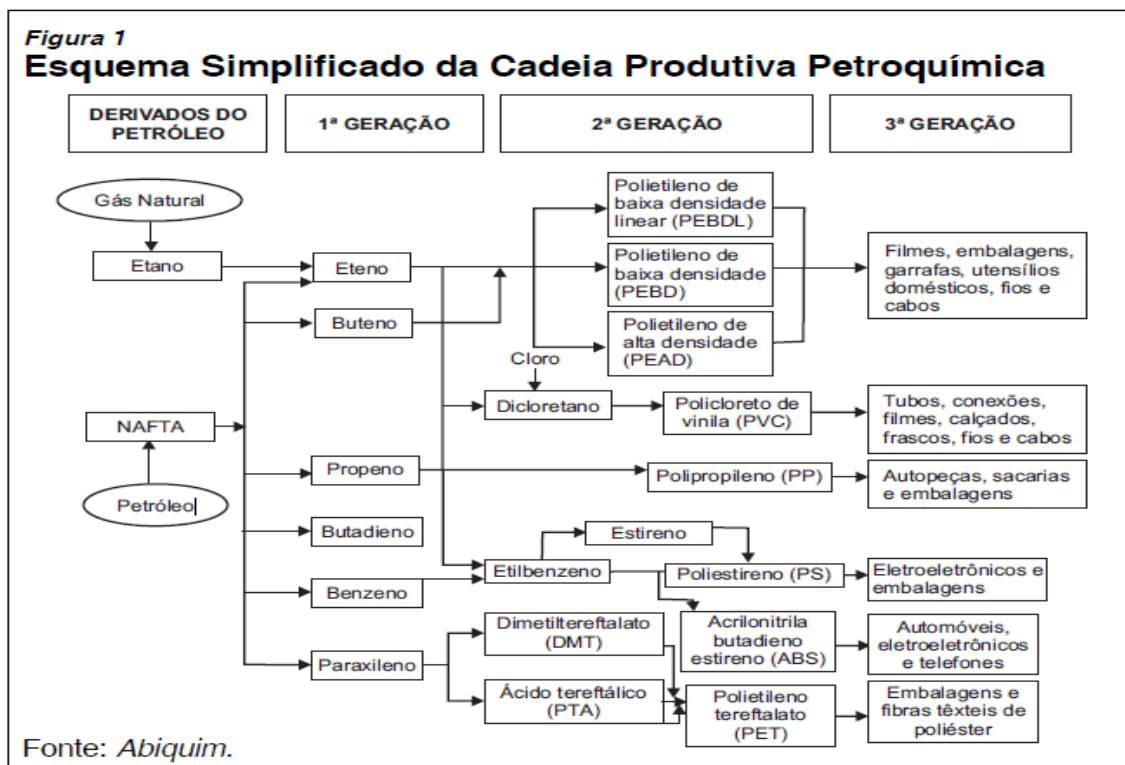 Figura 1
Esquema Simplificado da Cadeia Produtiva Petroquímica
DERIVADOS DO
PETRÓLEO
1ª GERAÇÃO
2ª GERAÇÃO
3ª GERAÇÃO
Gás Natural
Etano
NAFTA
Petróleo
Eteno
Buteno
Propeno
Butadieno
Benzeno
Paraxileno
Polietileno de
baixa densidade
linear (PEBDL)
Polietileno de
baixa densidade
(PEBD)
Polietileno de
alta densidade
(PEAD)
Cloro
Dicloretano
Policloreto de
vinila (PVC)
Polipropileno (PP)
Estireno
Etilbenzeno
Poliestireno (PS)
Dimetiltereftalato
(DMT)
Acrilonitrila
butadieno
estireno (ABS)
Ácido tereftálico
(PTA)
Polietileno
tereftalato
(PET)
Filmes, embalagens,
garrafas, utensílios
domésticos, fios e
cabos
Tubos, conexões,
filmes, calçados,
frascos, fios e cabos
Autopeças, sacarias
e embalagens
Eletroeletrônicos e
embalagens
Automóveis,
eletroeletrônicos
e telefones
Embalagens e
fibras têxteis de
poliéster
Fonte: Abiquim.